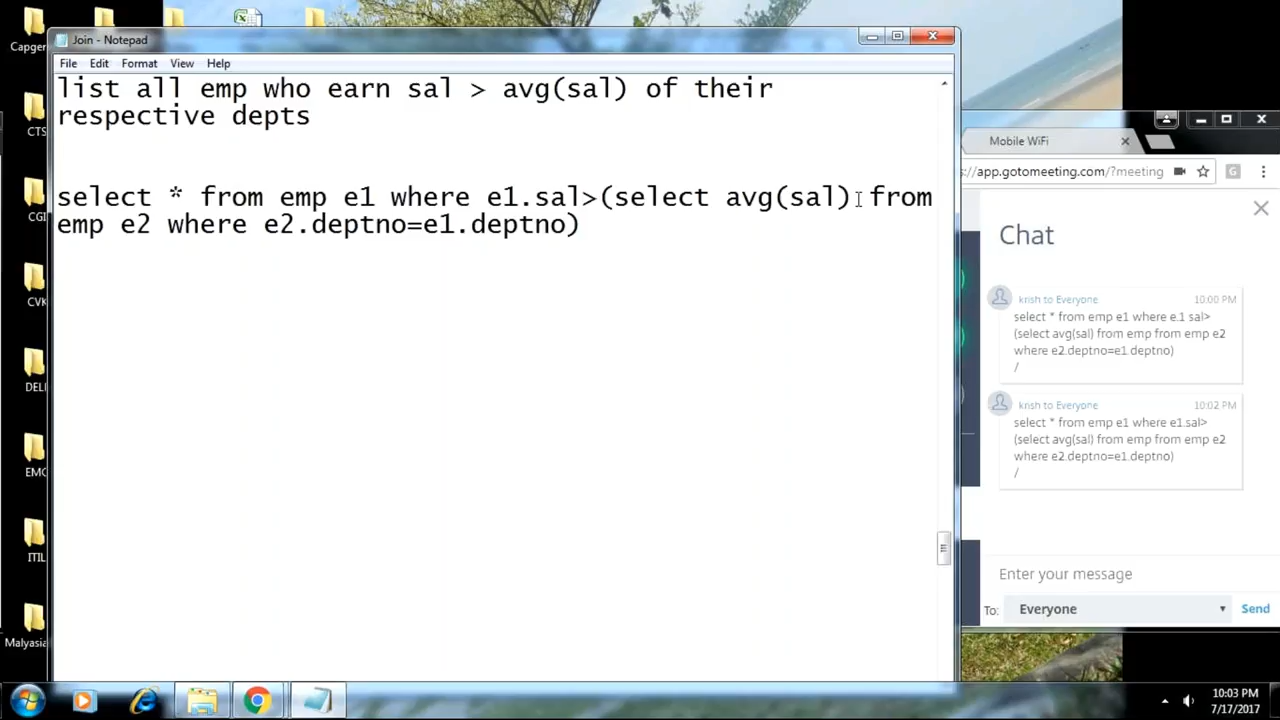 Join - Notepad
File Edit Format View Help
list all emp who earn sal > avg(sal) of their
respective depts
select * from emp e1 where e1.sal>(select avg(sal) from
emp e2 where e2.deptno=e1.deptno)
Capger
CTS
CGI
CVK
DELL
EMC
ITIL
Malyasia
Mobile WiFi
://app.gotomeeting.com/?meeting
Chat
krish to Everyone 10:00 PM
select * from emp e1 where e.1 sal>
(select avg(sal) from emp from emp e2
where e2.deptno=e1.deptno)
/
krish to Everyone 10:02 PM
select * from emp e1 where e1.sal>
(select avg(sal) from emp from emp e2
where e2.deptno=e1.deptno)
/
Enter your message
To: Everyone Send
10:03 PM
7/17/2017